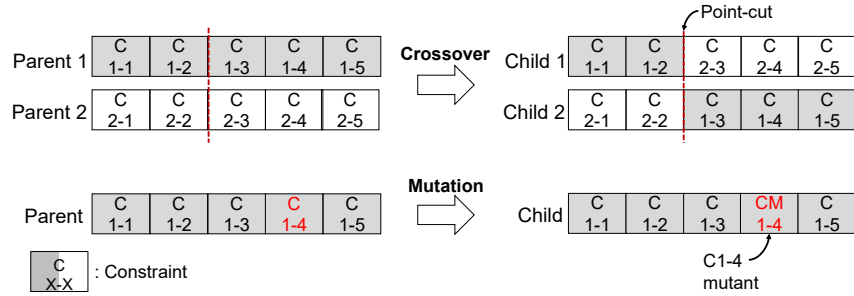 Point-cut
Parent 1 C 1-1 C 1-2 C 1-3 C 1-4 C 1-5
Crossover
Child 1 C 1-1 C 1-2 C 2-3 C 2-4 C 2-5
Parent 2 C 2-1 C 2-2 C 2-3 C 2-4 C 2-5
Child 2 C 2-1 C 2-2 C 1-3 C 1-4 C 1-5
Mutation
Parent C 1-1 C 1-2 C 1-3 C 1-4 C 1-5
Child C 1-1 C 1-2 C 1-3 CM 1-4 C 1-5
C X-X : Constraint
C1-4
mutant